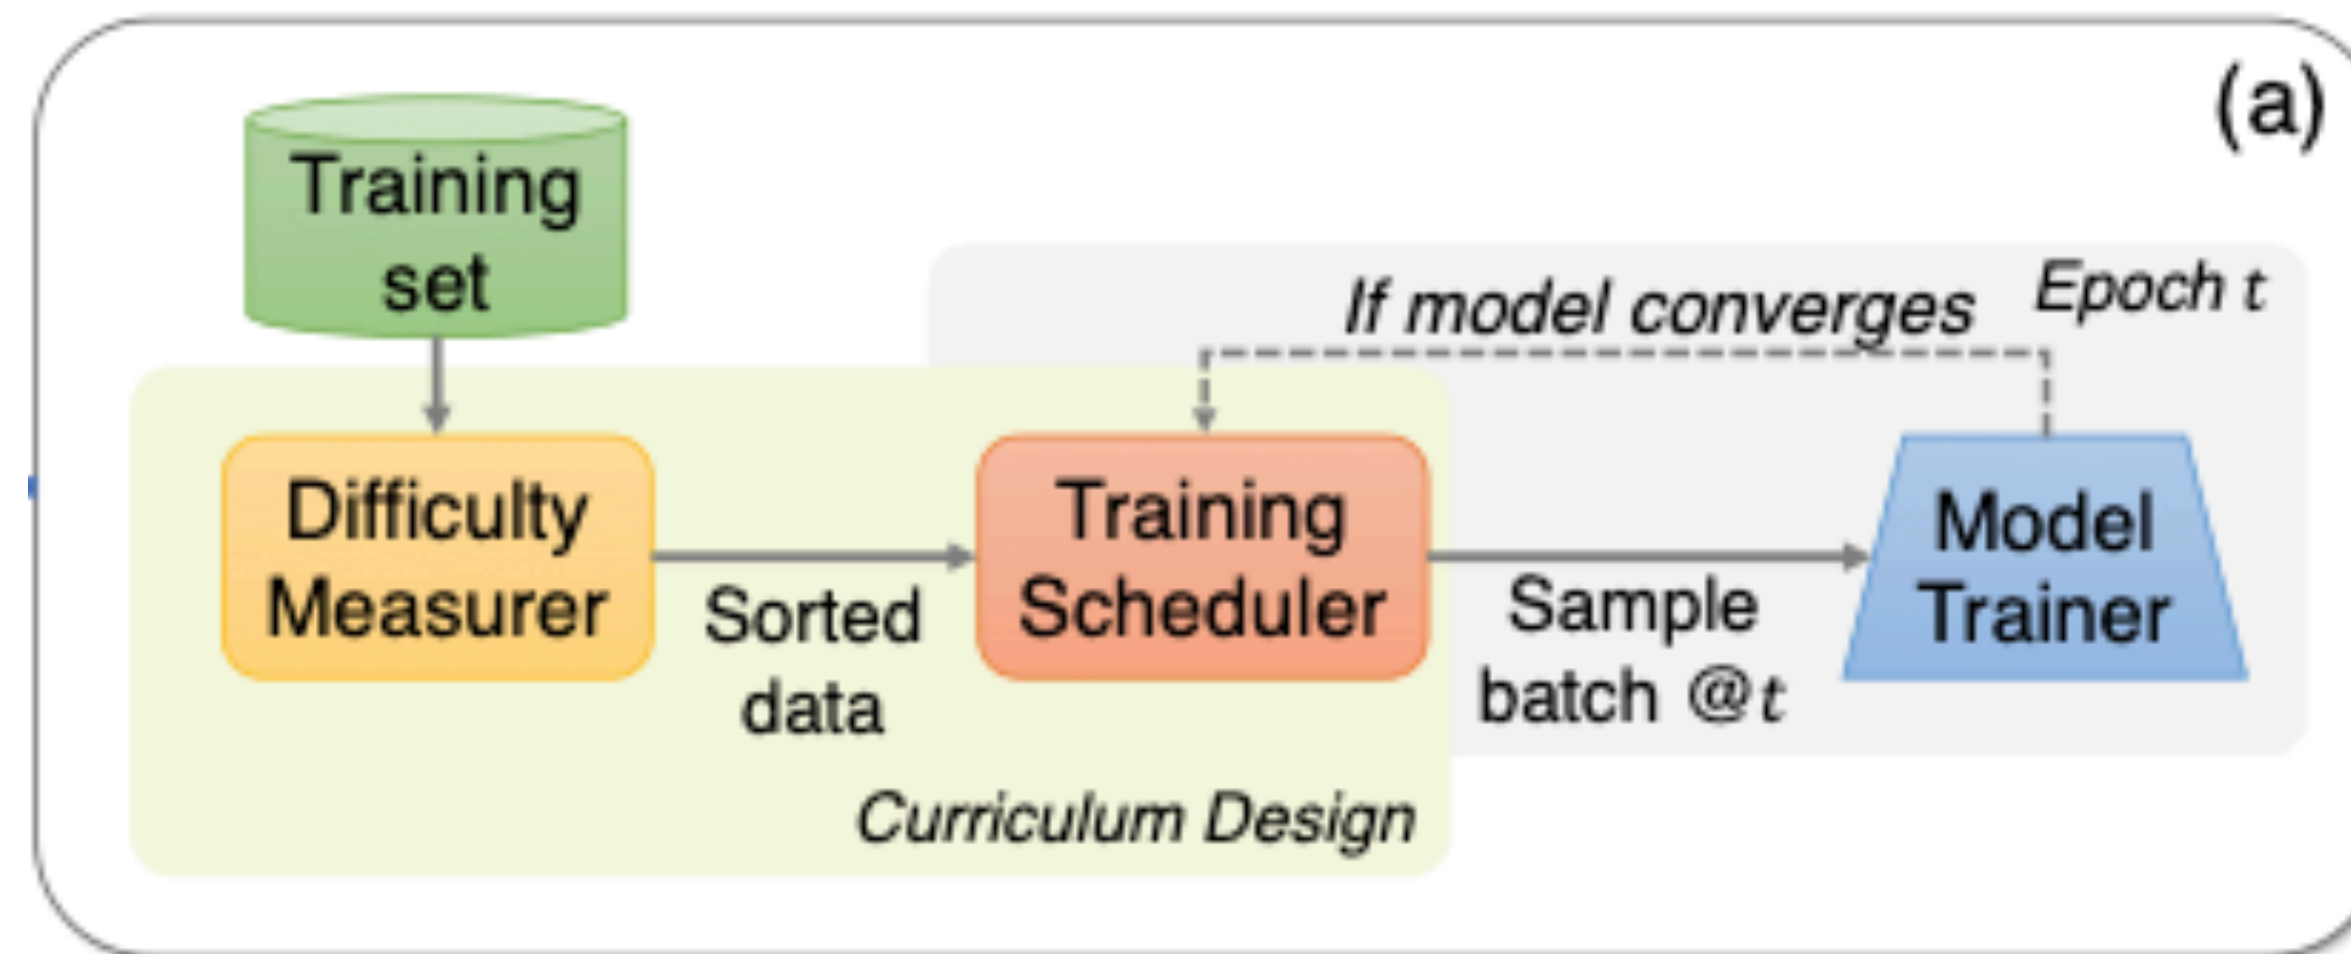 (a)
Training
set
If model converges
Epoch t
Difficulty
Measurer
Sorted
data
Training
Scheduler
Sample
batch @t
Model
Trainer
Curriculum Design